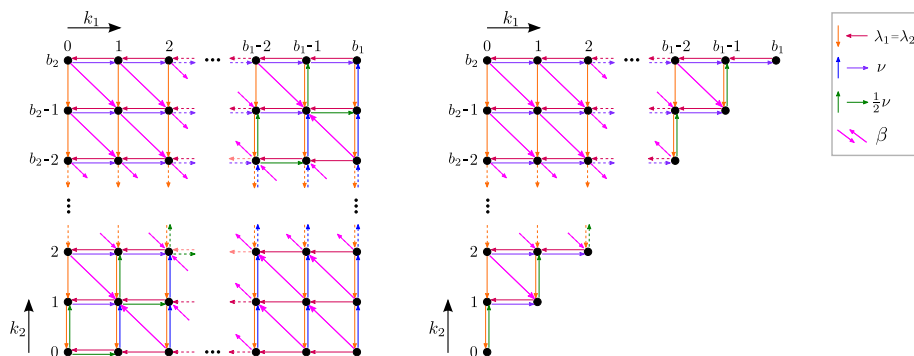 k₁
0 1 2 b₁-2 b₁-1 b₁
b₂ ...
b₂-1
b₂-2
⋮ ⋮
2
1
k₂
0 ...
k₁
0 1 2 b₁-2 b₁-1 b₁
b₂ ...
b₂-1
b₂-2
⋮
2
1
k₂
0
λ₁=λ₂
ν
½ν
β